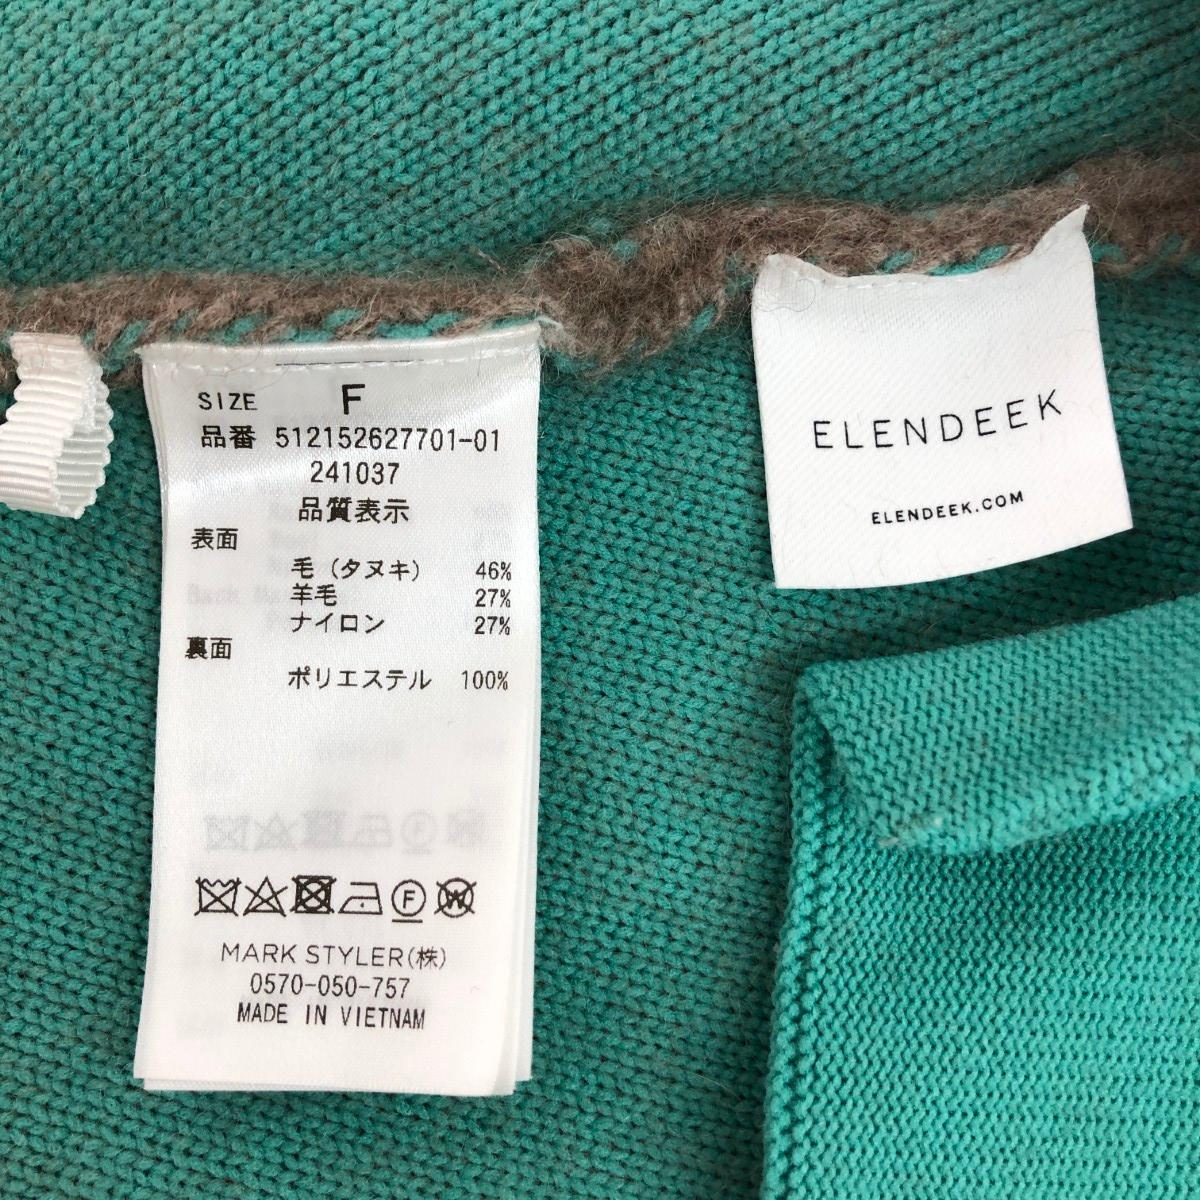 SIZE F
品番 512152627701-01
241037
品質表示
表面
毛(タヌキ) 46%
羊毛 27%
ナイロン 27%
裏面
ポリエステル 100%
F W
MARK STYLER(株)
0570-050-757
MADE IN VIETNAM
ELENDEEK
ELENDEEK.COM